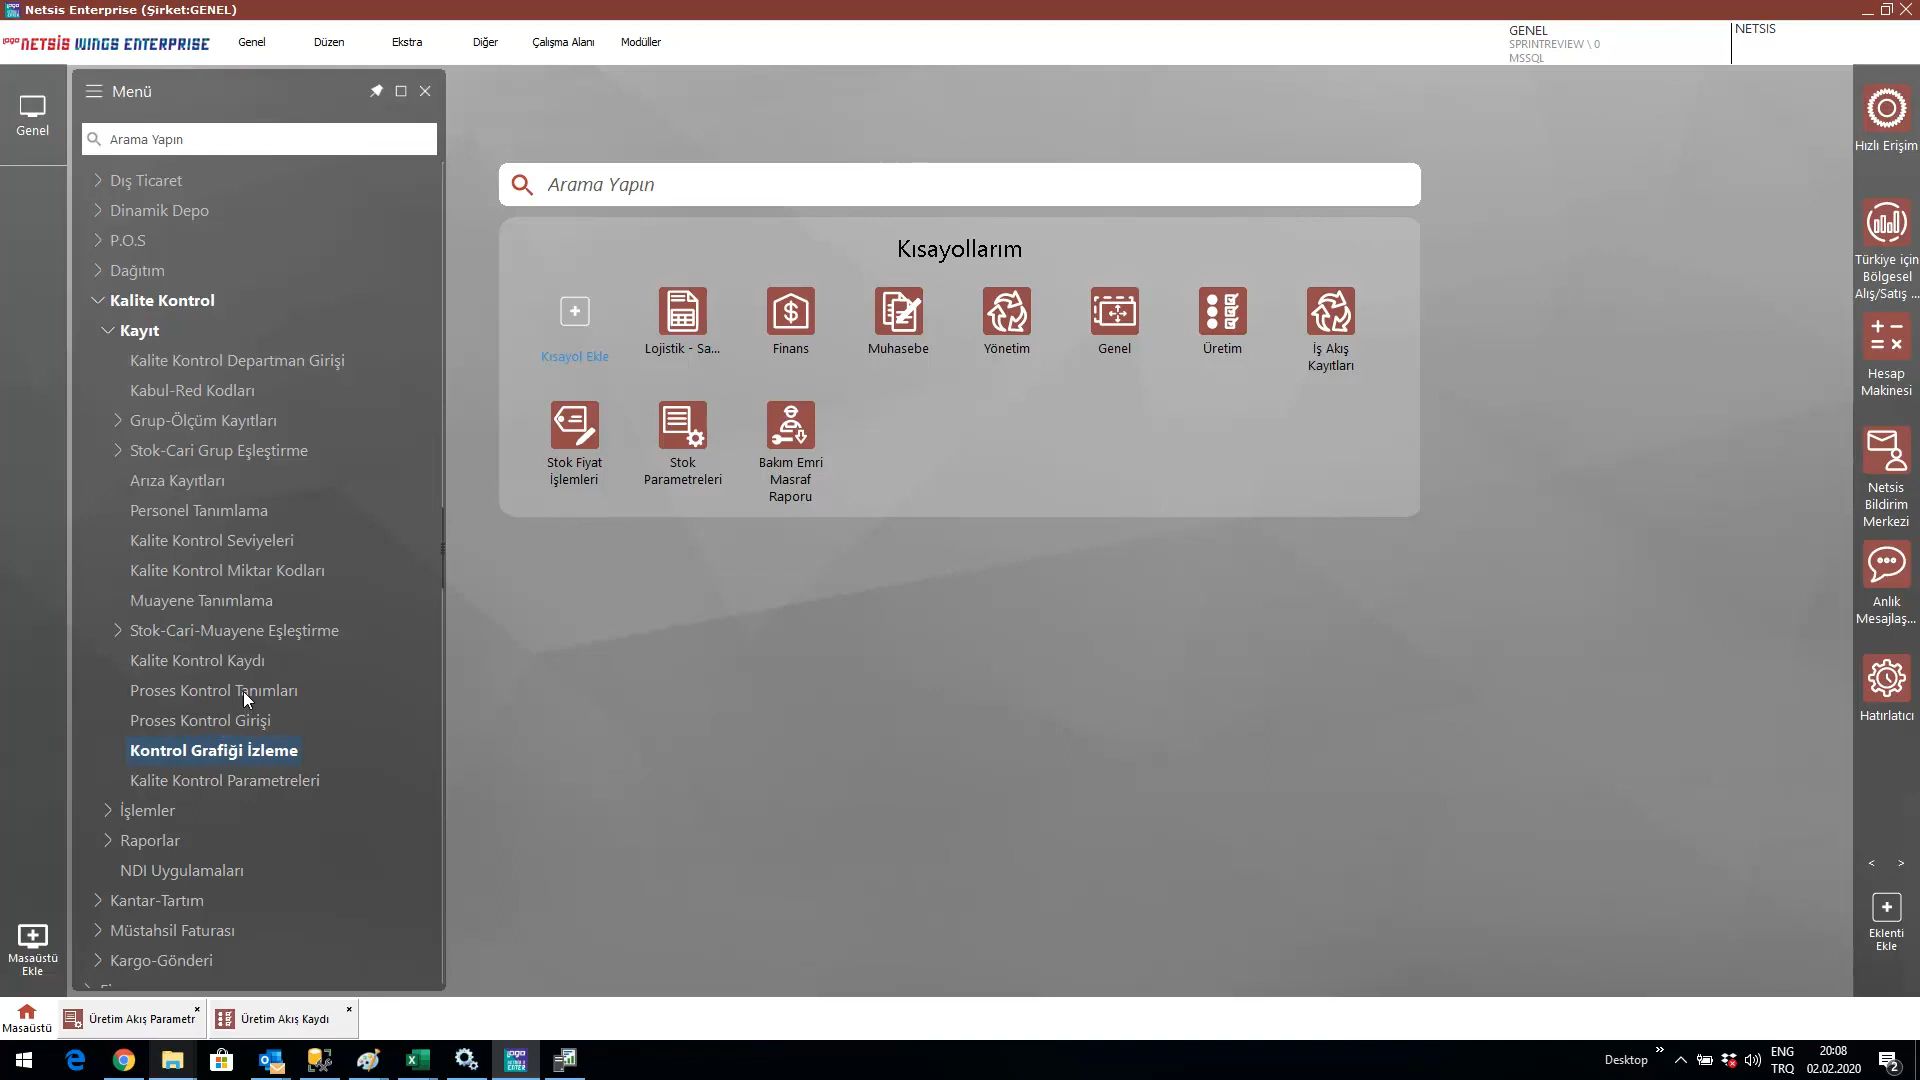 Netsis Enterprise (Şirket:GENEL)
logo NETSİS WINGS ENTERPRISE
Genel
Düzen
Ekstra
Diğer
Çalışma Alanı
Modüller
GENEL
SPRINTREVIEW \ 0
MSSQL
NETSIS
Genel
Masaüstü
Ekle
Menü
Arama Yapın
Dış Ticaret
Dinamik Depo
P.O.S
Dağıtım
Kalite Kontrol
Kayıt
Kalite Kontrol Departman Girişi
Kabul-Red Kodları
Grup-Ölçüm Kayıtları
Stok-Cari Grup Eşleştirme
Arıza Kayıtları
Personel Tanımlama
Kalite Kontrol Seviyeleri
Kalite Kontrol Miktar Kodları
Muayene Tanımlama
Stok-Cari-Muayene Eşleştirme
Kalite Kontrol Kaydı
Proses Kontrol Tanımları
Proses Kontrol Girişi
Kontrol Grafiği İzleme
Kalite Kontrol Parametreleri
İşlemler
Raporlar
NDI Uygulamaları
Kantar-Tartım
Müstahsil Faturası
Kargo-Gönderi
Arama Yapın
Kısayollarım
Kısayol Ekle
Lojistik - Sa...
Finans
Muhasebe
Yönetim
Genel
Üretim
İş Akış
Kayıtları
Stok Fiyat
İşlemleri
Stok
Parametreleri
Bakım Emri
Masraf
Raporu
Hızlı Erişim
Türkiye için
Bölgesel
Alış/Satış ...
Hesap
Makinesi
Netsis
Bildirim
Merkezi
Anlık
Mesajlaş...
Hatırlatıcı
< >
Eklenti
Ekle
Masaüstü
Üretim Akış Parametr
Üretim Akış Kaydı
Desktop
ENG
TRQ
20:08
02.02.2020
2